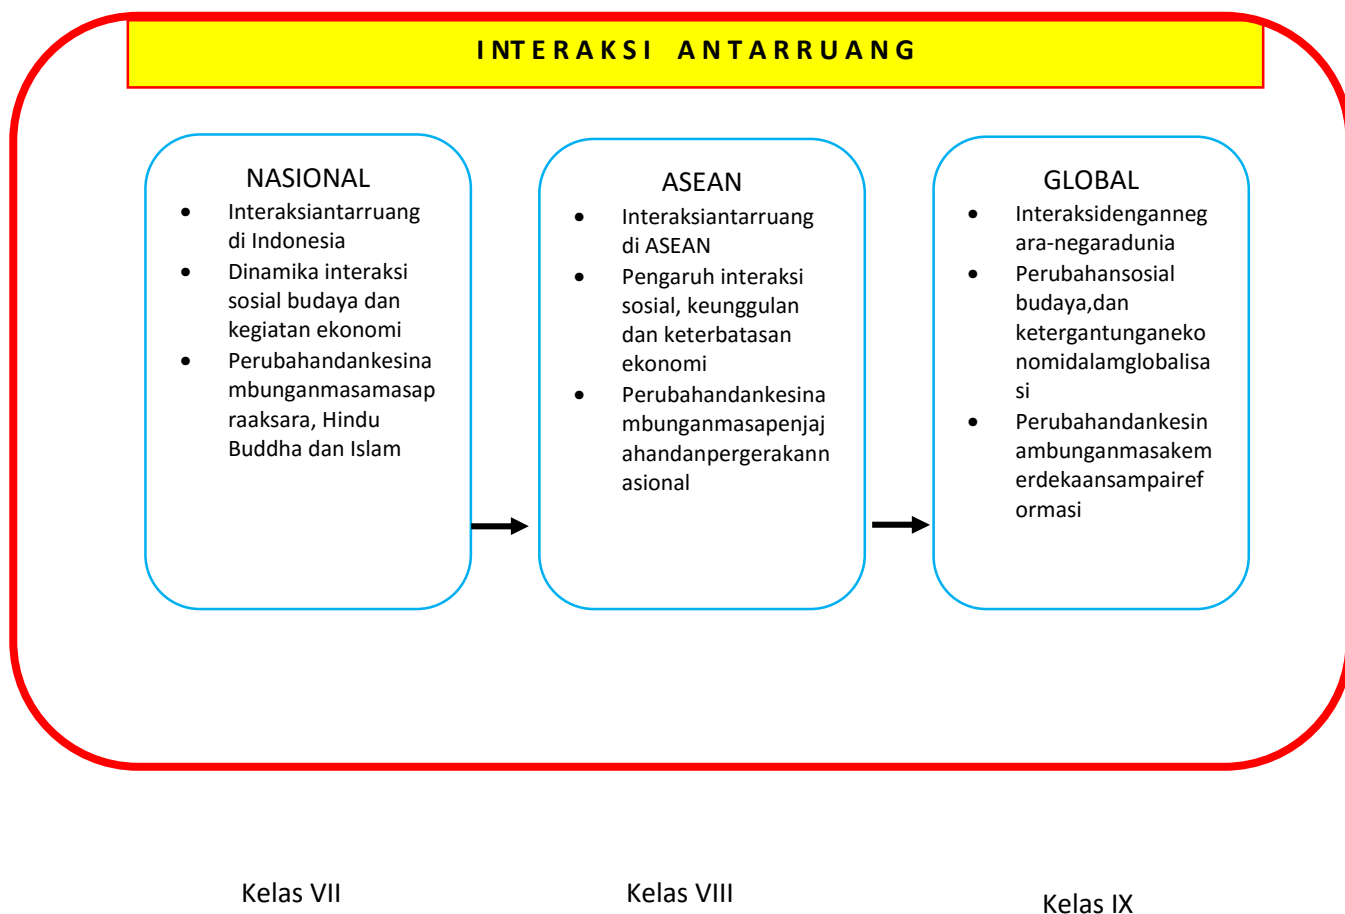 INTERAKSI ANTARRUANG
NASIONAL
• Interaksiantarruang
di Indonesia
• Dinamika interaksi
sosial budaya dan
kegiatan ekonomi
• Perubahandankesina
mbunganmasamasap
raaksara, Hindu
Buddha dan Islam
ASEAN
• Interaksiantarruang
di ASEAN
• Pengaruh interaksi
sosial, keunggulan
dan keterbatasan
ekonomi
• Perubahandankesina
mbunganmasapenjaj
ahandanpergerakann
asional
GLOBAL
• Interaksidenganneg
ara-negaradunia
• Perubahansosial
budaya,dan
ketergantunganeko
nomidalamglobalisa
si
• Perubahandankesin
ambunganmasakem
erdekaansampairef
ormasi
Kelas VII
Kelas VIII
Kelas IX